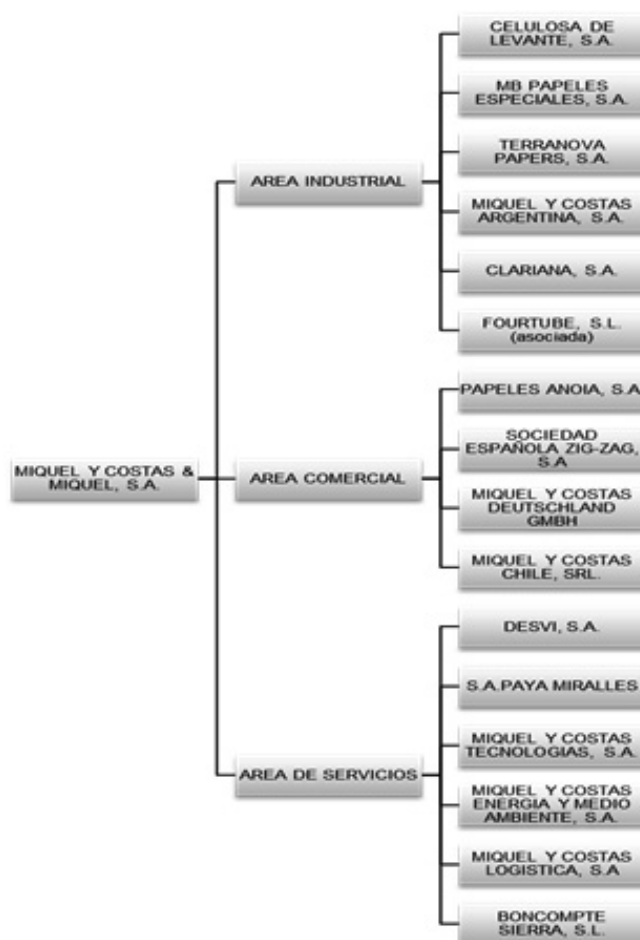 MIQUEL Y COSTAS &
MIQUEL, S.A.
AREA INDUSTRIAL
CELULOSA DE
LEVANTE, S.A.
MB PAPELES
ESPECIALES, S.A.
TERRANOVA
PAPERS, S.A.
MIQUEL Y COSTAS
ARGENTINA, S.A.
CLARIANA, S.A.
FOURTUBE, S.L.
(asociada)
AREA COMERCIAL
PAPELES ANOIA, S.A
SOCIEDAD
ESPAÑOLA ZIG-ZAG,
S.A
MIQUEL Y COSTAS
DEUTSCHLAND
GMBH
MIQUEL Y COSTAS
CHILE, SRL.
AREA DE SERVICIOS
DESVI, S.A.
S.A.PAYA MIRALLES
MIQUEL Y COSTAS
TECNOLOGIAS, S.A.
MIQUEL Y COSTAS
ENERGIA Y MEDIO
AMBIENTE, S.A.
MIQUEL Y COSTAS
LOGISTICA, S.A
BONCOMPTE
SIERRA, S.L.